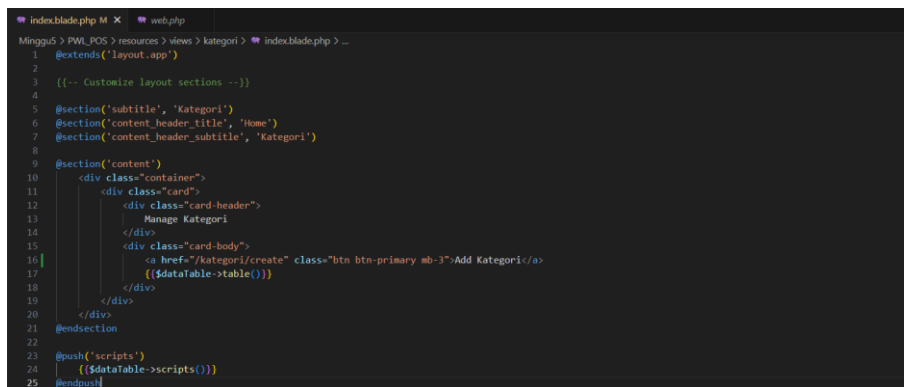 index.blade.php M X web.php
Minggu5 > PWL_POS > resources > views > kategori > index.blade.php > ...
1 @extends('layout.app')
2
3 {{-- Customize layout sections --}}
4
5 @section('subtitle', 'Kategori')
6 @section('content_header_title', 'Home')
7 @section('content_header_subtitle', 'Kategori')
8
9 @section('content')
10 <div class="container">
11 <div class="card">
12 <div class="card-header">
13 Manage Kategori
14 </div>
15 <div class="card-body">
16 <a href="/kategori/create" class="btn btn-primary mb-3">Add Kategori</a>
17 {{$dataTable->table()}}
18 </div>
19 </div>
20 </div>
21 @endsection
22
23 @push('scripts')
24 {{$dataTable->scripts()}}
25 @endpush